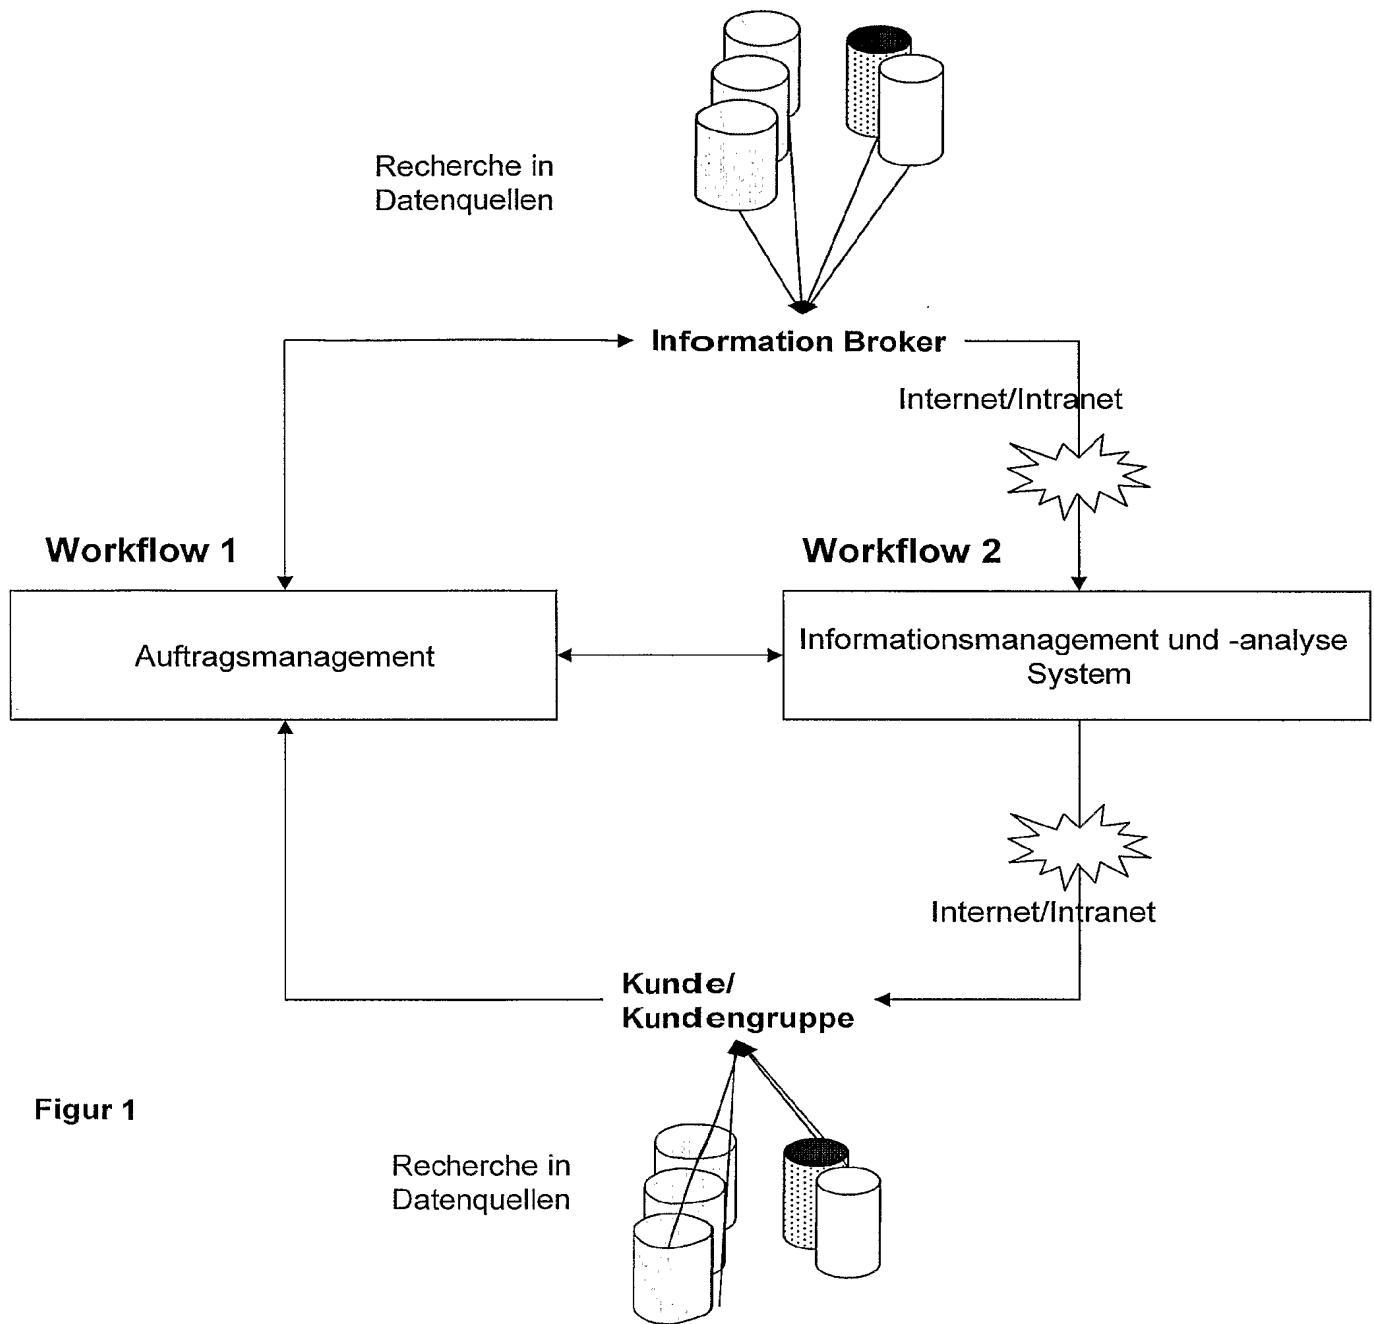 Recherche in
Datenquellen
Information Broker
Internet/Intranet
Workflow 1
Workflow 2
Auftragsmanagement
Informationsmanagement und -analyse
System
Internet/Intranet
Kunde/
Kundengruppe
Figur 1
Recherche in
Datenquellen